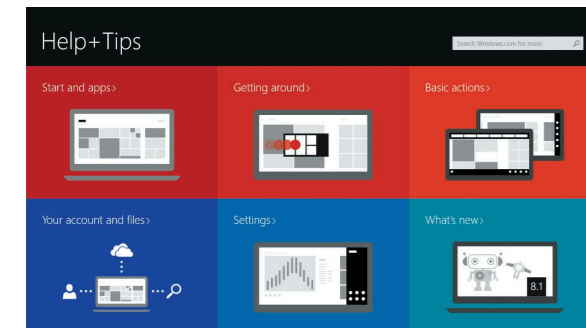 Help+Tips
Search Windows.com for more
Start and apps>
Getting around>
Basic actions>
Your account and files>
Settings>
What's new>
8.1